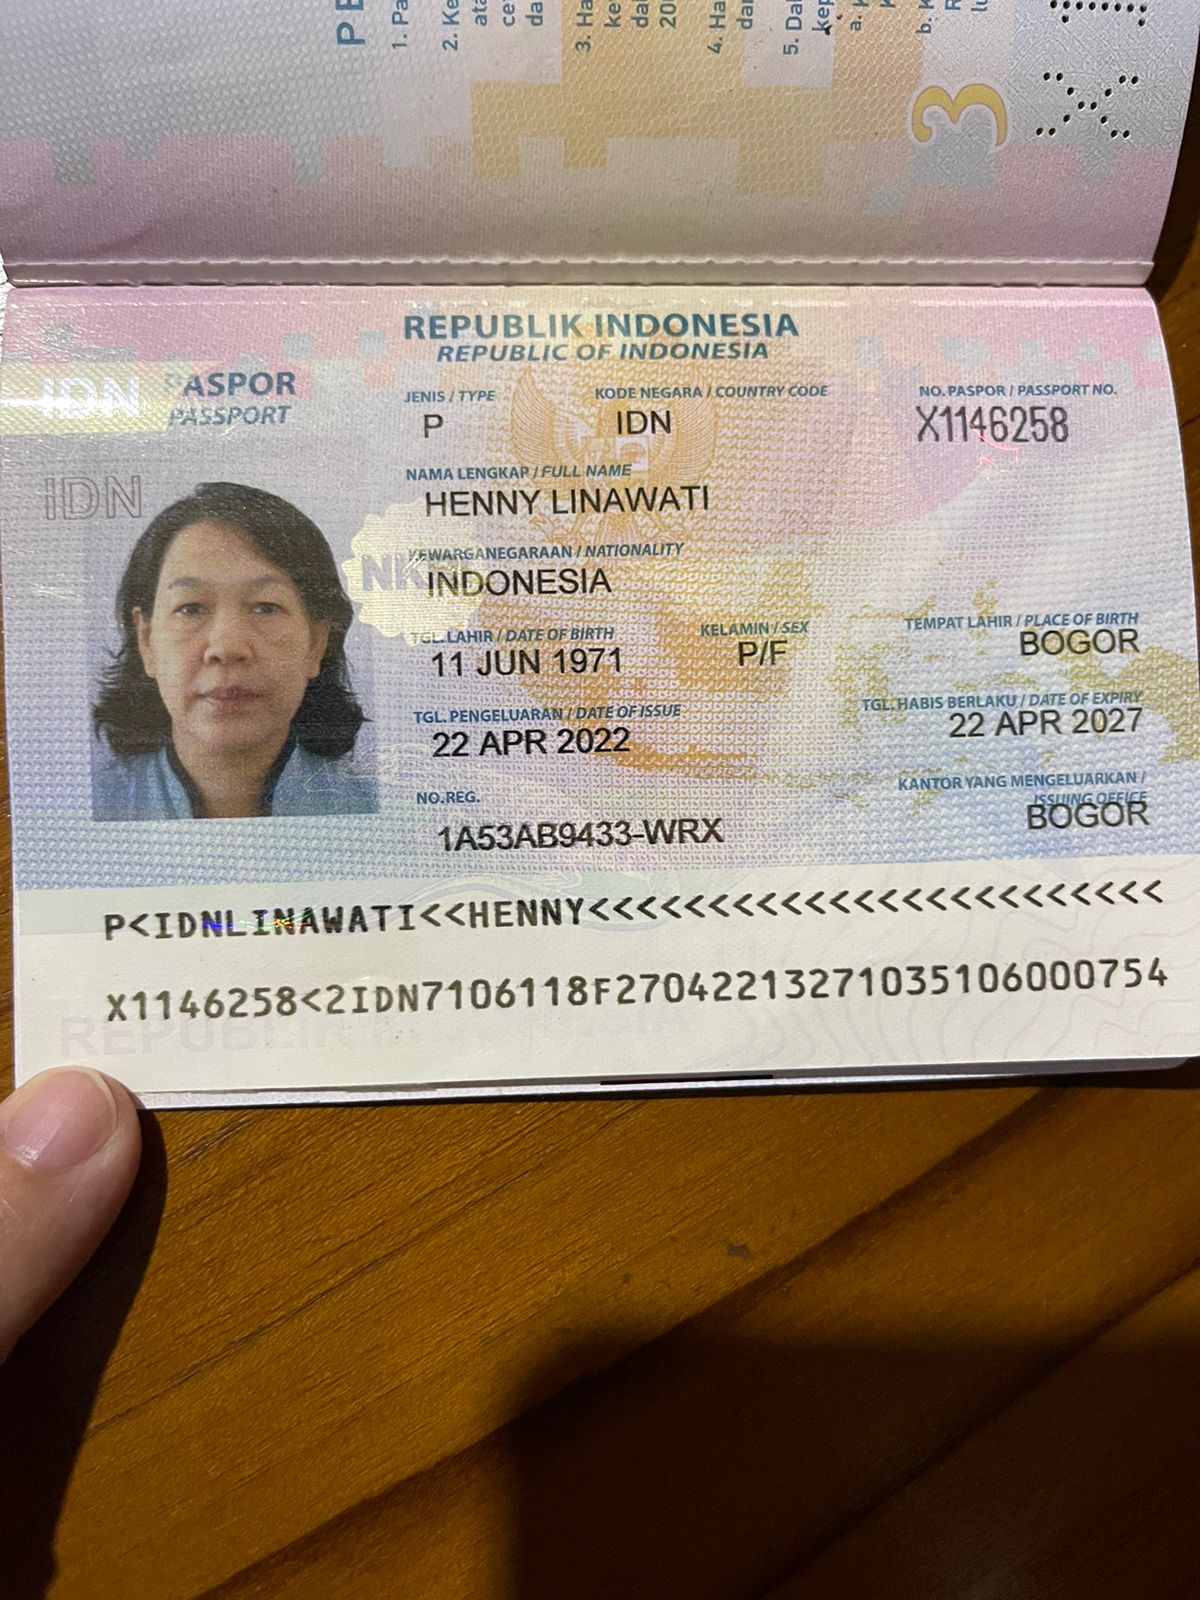 PE
1. Pa
2. Ke
ata
ce
da
3. Ha
ke
da
20
4. Ha
dar
5. Dal
kep
a. K
b. K
3
X
REPUBLIK INDONESIA
REPUBLIC OF INDONESIA
IDN PASPOR
PASSPORT
JENIS / TYPE KODE NEGARA / COUNTRY CODE NO. PASPOR / PASSPORT NO.
P IDN X1146258
NAMA LENGKAP / FULL NAME
IDN
HENNY LINAWATI
KEWARGANEGARAAN / NATIONALITY
INDONESIA
TGL. LAHIR / DATE OF BIRTH KELAMIN / SEX TEMPAT LAHIR / PLACE OF BIRTH
11 JUN 1971 P/F BOGOR
TGL. PENGELUARAN / DATE OF ISSUE TGL. HABIS BERLAKU / DATE OF EXPIRY
22 APR 2022 22 APR 2027
NO.REG. KANTOR YANG MENGELUARKAN /
ISSUING OFFICE
1A53AB9433-WRX BOGOR
P<IDNLINAWATI<<HENNY<<<<<<<<<<<<<<<<<<<<<<<<
X1146258<2IDN7106118F2704221327103510600​0754